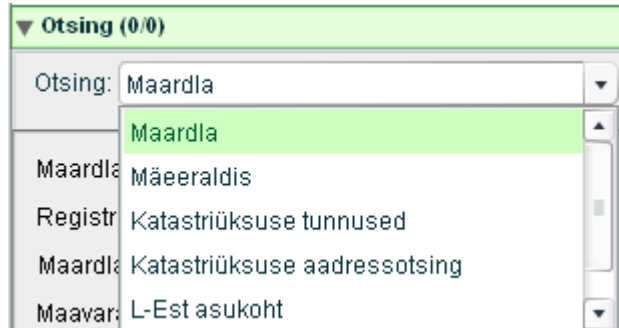 Otsing (0/0)
Otsing: Maardla
Maardla
Mäeeraldis
Katastriüksuse tunnused
Katastriüksuse aadressotsing
L-Est asukoht